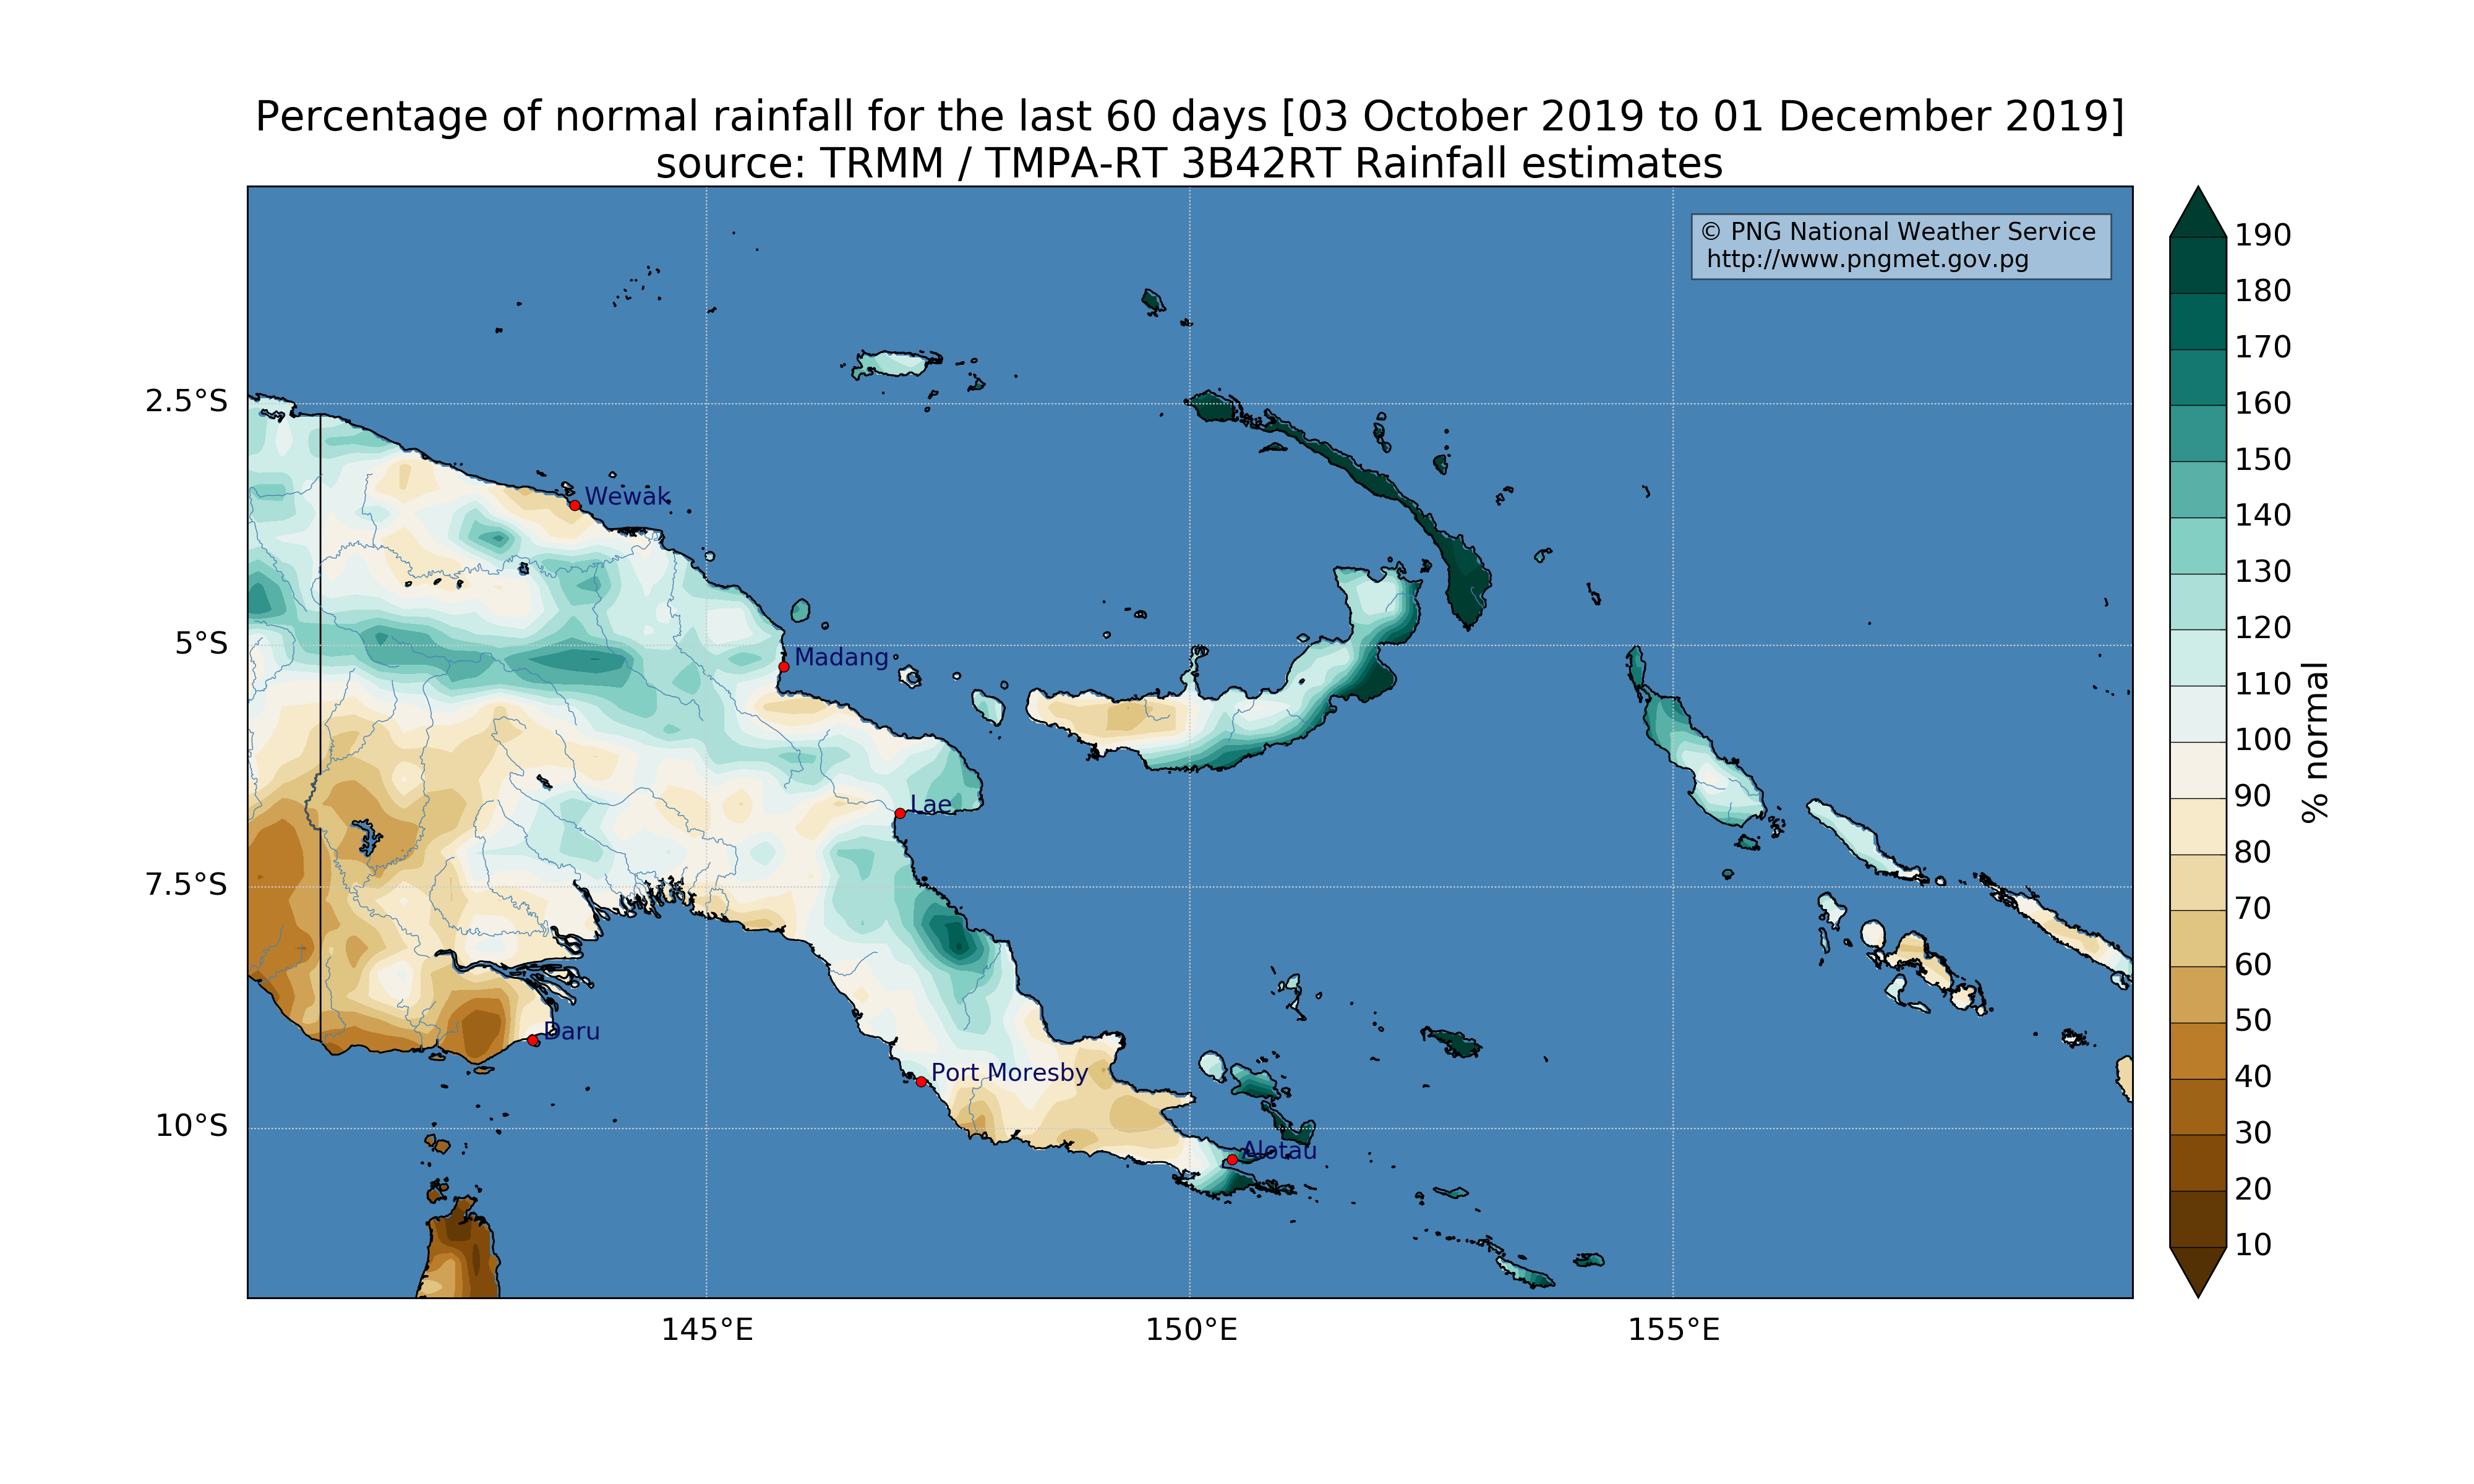 Percentage of normal rainfall for the last 60 days [03 October 2019 to 01 December 2019]
source: TRMM / TMPA-RT 3B42RT Rainfall estimates
© PNG National Weather Service
http://www.pngmet.gov.pg
190
180
170
160
150
140
130
120
110
100
90
80
70
60
50
40
30
20
10
% normal
2.5°S
5°S
7.5°S
10°S
Wewak
Madang
Lae
Daru
Port Moresby
Alotau
145°E
150°E
155°E